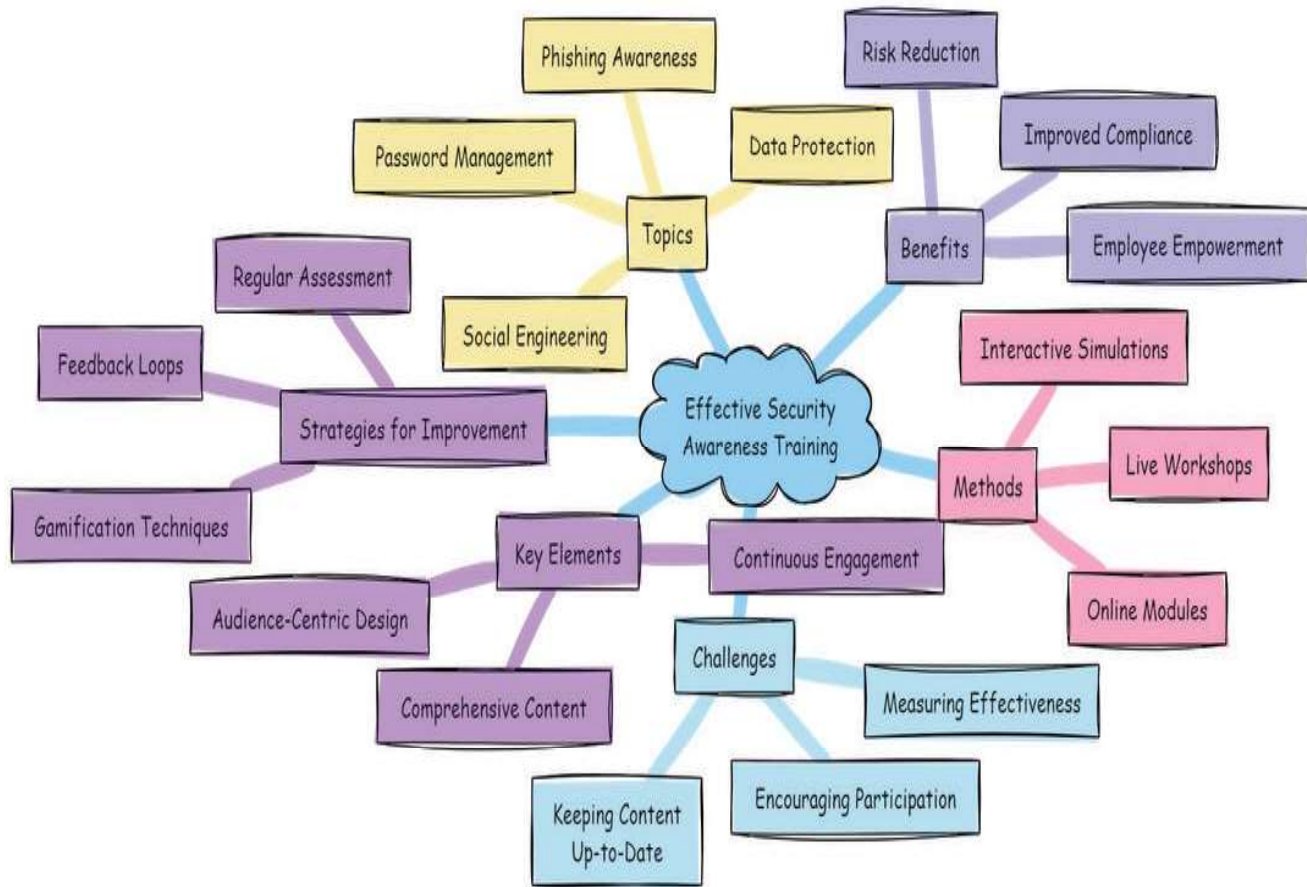 Phishing Awareness
Risk Reduction
Password Management
Data Protection
Improved Compliance
Topics
Benefits
Employee Empowerment
Regular Assessment
Social Engineering
Interactive Simulations
Feedback Loops
Strategies for Improvement
Effective Security
Awareness Training
Live Workshops
Methods
Gamification Techniques
Key Elements
Continuous Engagement
Audience-Centric Design
Online Modules
Challenges
Comprehensive Content
Measuring Effectiveness
Encouraging Participation
Keeping Content
Up-to-Date